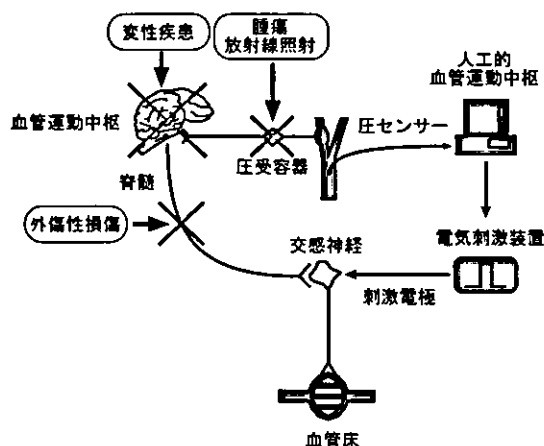 変性疾患
腫瘍
放射線照射
人工的
血管運動中枢
血管運動中枢
圧受容器
圧センサー
脊髄
外傷性損傷
交感神経
電気刺激装置
刺激電極
血管床